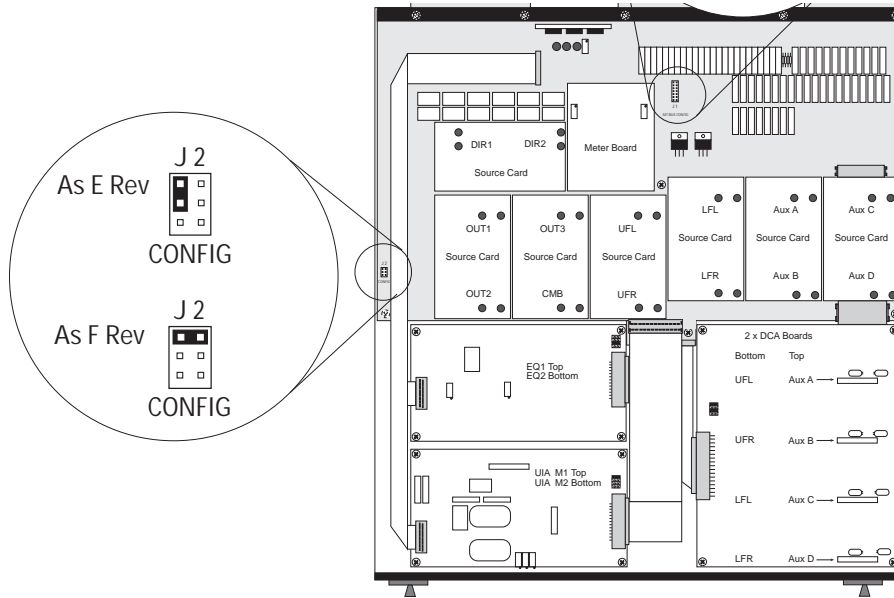 J 2
As E Rev
CONFIG
J 2
As F Rev
CONFIG
J 2
CONFIG
J 1
DIR1 DIR2
Source Card
Meter Board
OUT1
Source Card
OUT2
OUT3
Source Card
CMB
UFL
Source Card
UFR
LFL
Source Card
LFR
Aux A
Source Card
Aux B
Aux C
Source Card
Aux D
EQ1 Top
EQ2 Bottom
UIA M1 Top
UIA M2 Bottom
2 x DCA Boards
Bottom Top
UFL Aux A
UFR Aux B
LFL Aux C
LFR Aux D